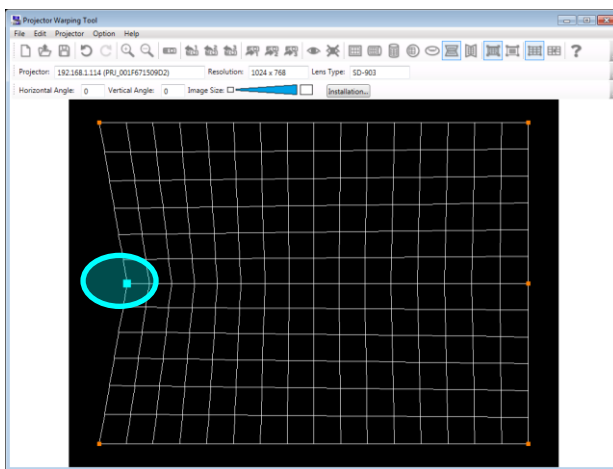 Projector Warping Tool
File Edit Projector Option Help
Projector: 192.168.1.114 (PRJ_001F671509D2) Resolution: 1024 x 768 Lens Type: SD-903
Horizontal Angle: 0 Vertical Angle: 0 Image Size: Installation...